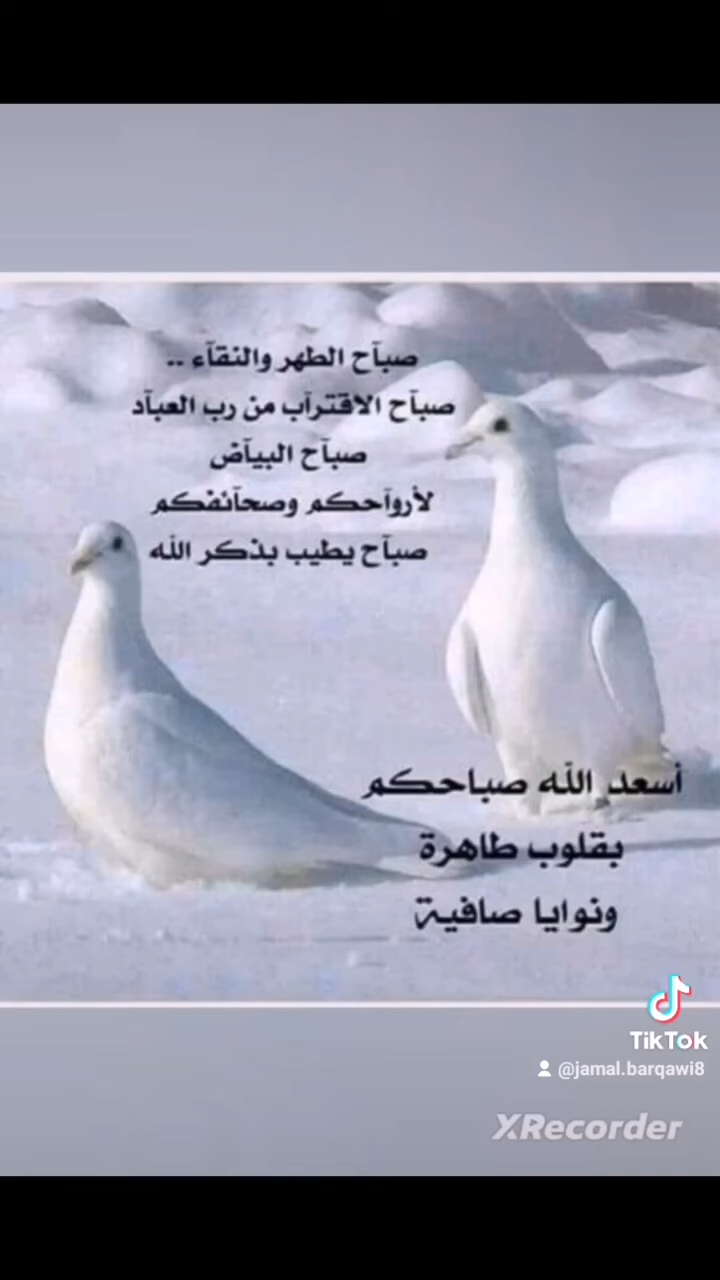 صبآح الطهر والنقآء ..
صبآح الاقترآب من رب العبآد
صبآح البيآض
لأروآحكم وصحآئفكم
صبآح يطيب بذكر الله
أسعد الله صباحكم
بقلوب طاهرة
ونوايا صافية
TikTok
@jamal.barqawi8
XRecorder